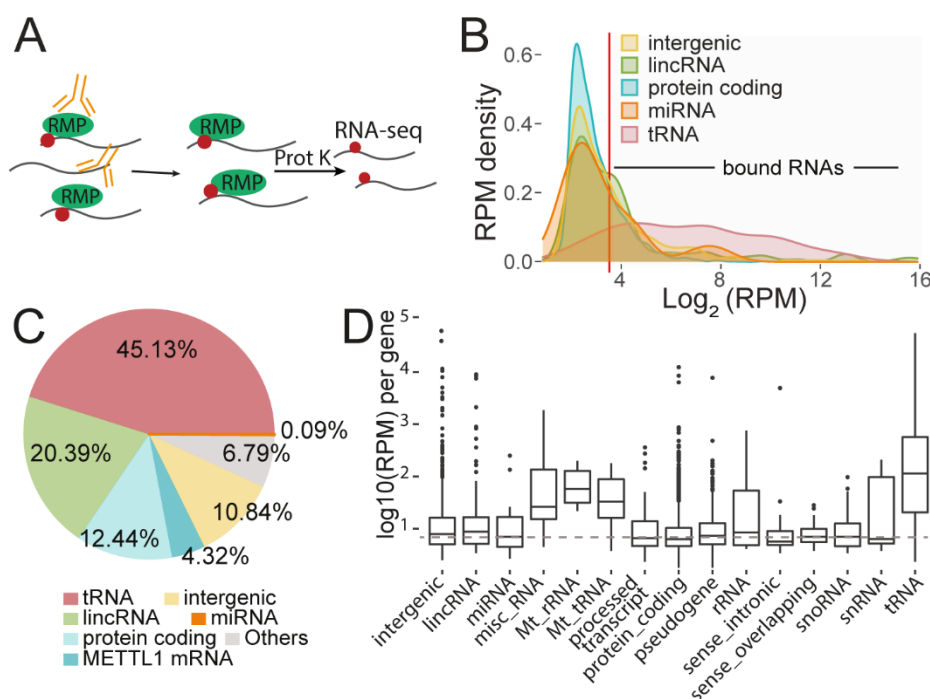 A
RMP
RMP
RMP
RMP
Prot K
RNA-seq
B
RPM density
0.6
0.4
0.2
0.0
4
8
12
16
Log2 (RPM)
intergenic
lincRNA
protein coding
miRNA
tRNA
bound RNAs
C
45.13%
0.09%
6.79%
10.84%
4.32%
12.44%
20.39%
tRNA
intergenic
lincRNA
miRNA
protein coding
Others
METTL1 mRNA
D
log10(RPM) per gene
5
4
3
2
1
intergenic
lincRNA
miRNA
misc_RNA
Mt_rRNA
Mt_tRNA
processed
transcript
protein_coding
pseudogene
rRNA
sense_intronic
sense_overlapping
snoRNA
snRNA
tRNA